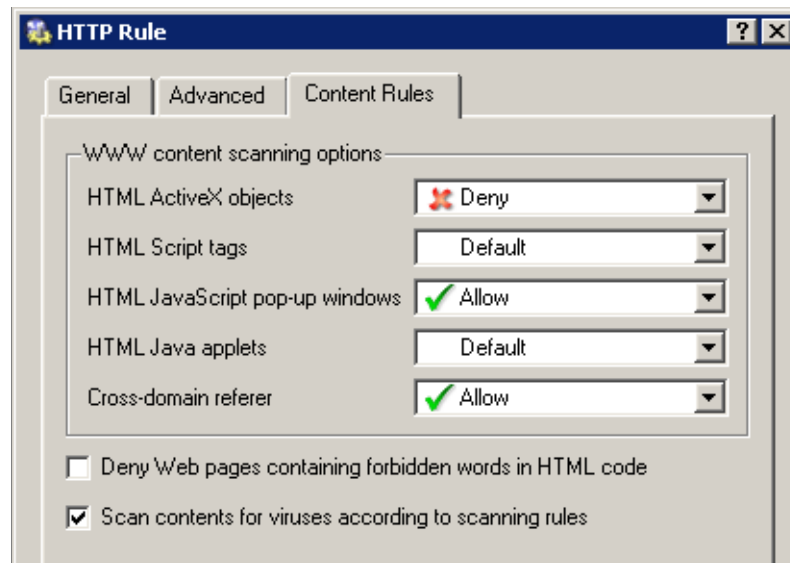 HTTP Rule
General Advanced Content Rules
WWW content scanning options
HTML ActiveX objects Deny
HTML Script tags Default
HTML JavaScript pop-up windows Allow
HTML Java applets Default
Cross-domain referer Allow
Deny Web pages containing forbidden words in HTML code
Scan contents for viruses according to scanning rules